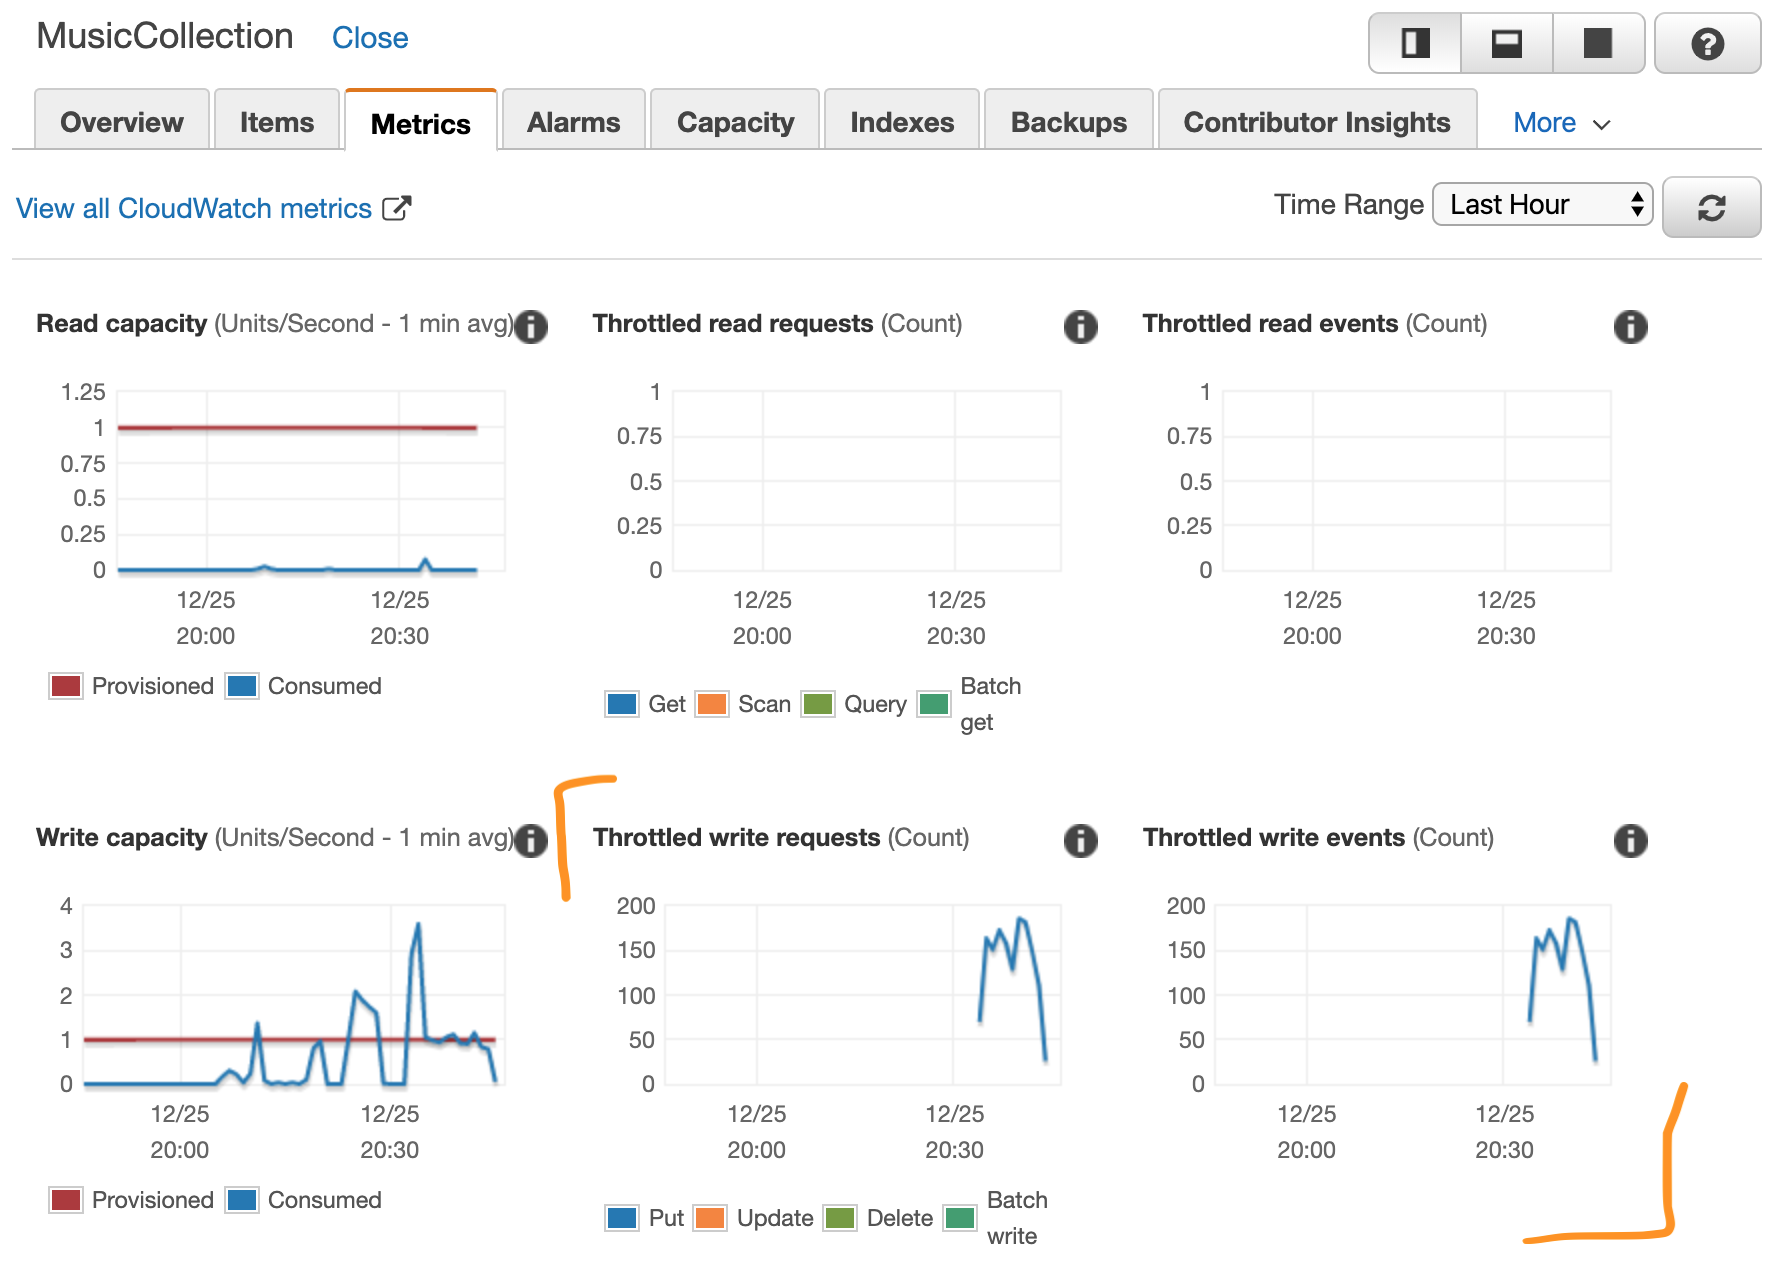 MusicCollection Close
Overview Items Metrics Alarms Capacity Indexes Backups Contributor Insights More
View all CloudWatch metrics
Time Range Last Hour
Read capacity (Units/Second - 1 min avg)
1.25
1
0.75
0.5
0.25
0
12/25 12/25
20:00 20:30
Provisioned Consumed
Throttled read requests (Count)
1
0.75
0.5
0.25
0
12/25 12/25
20:00 20:30
Get Scan Query Batch
get
Throttled read events (Count)
1
0.75
0.5
0.25
0
12/25 12/25
20:00 20:30
Write capacity (Units/Second - 1 min avg)
4
3
2
1
0
12/25 12/25
20:00 20:30
Provisioned Consumed
Throttled write requests (Count)
200
150
100
50
0
12/25 12/25
20:00 20:30
Put Update Delete Batch
write
Throttled write events (Count)
200
150
100
50
0
12/25 12/25
20:00 20:30